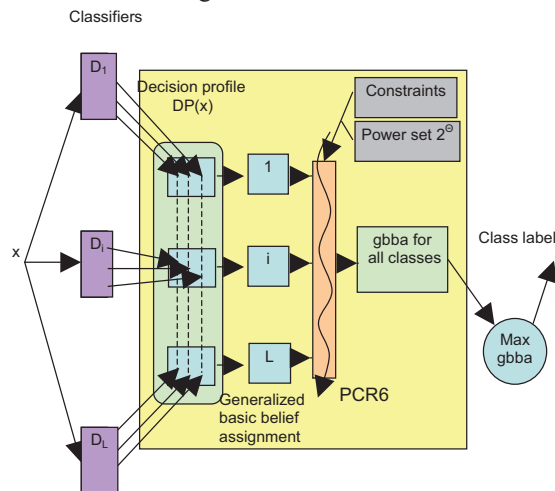 Classifiers
D1
Decision profile
DP(x)
Constraints
Power set 2^Θ
1
x
Di
i
gbba for
all classes
Class label
Max
gbba
L
PCR6
Generalized
basic belief
assignment
DL